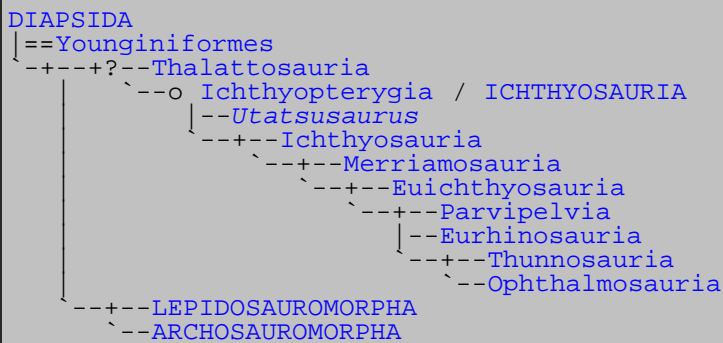 DIAPSIDA
|==Younginiformes
`-+--+?--Thalattosauria
   |  `--o Ichthyopterygia / ICHTHYOSAURIA
   |     |--Utatsusaurus
   |     `--+--Ichthyosauria
   |        `--+--Merriamosauria
   |           `--+--Euichthyosauria
   |              `--+--Parvipelvia
   |                 |--Eurhinosauria
   |                 `--+--Thunnosauria
   |                    `--Ophthalmosauria
   `--+--LEPIDOSAUROMORPHA
      `--ARCHOSAUROMORPHA